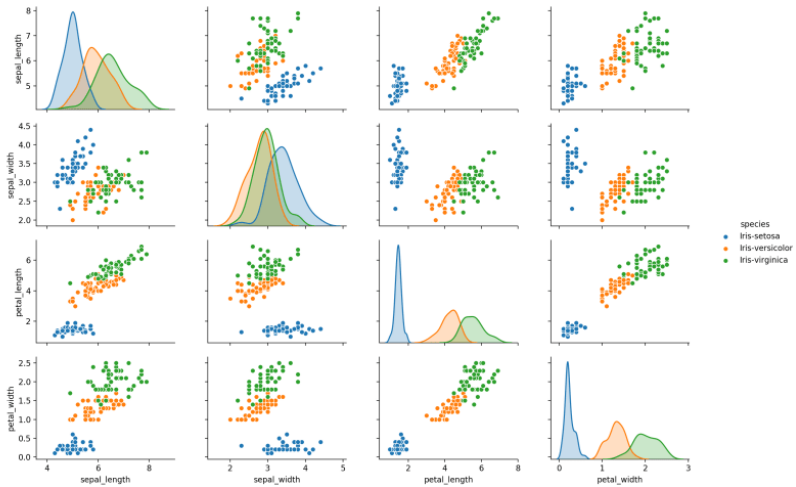 8
7
6
5
sepal_length
4.5
4.0
3.5
3.0
2.5
2.0
sepal_width
6
4
2
petal_length
2.5
2.0
1.5
1.0
0.5
0.0
petal_width
4 6 8
sepal_length
2 3 4 5
sepal_width
2 4 6 8
petal_length
0 1 2 3
petal_width
species
Iris-setosa
Iris-versicolor
Iris-virginica